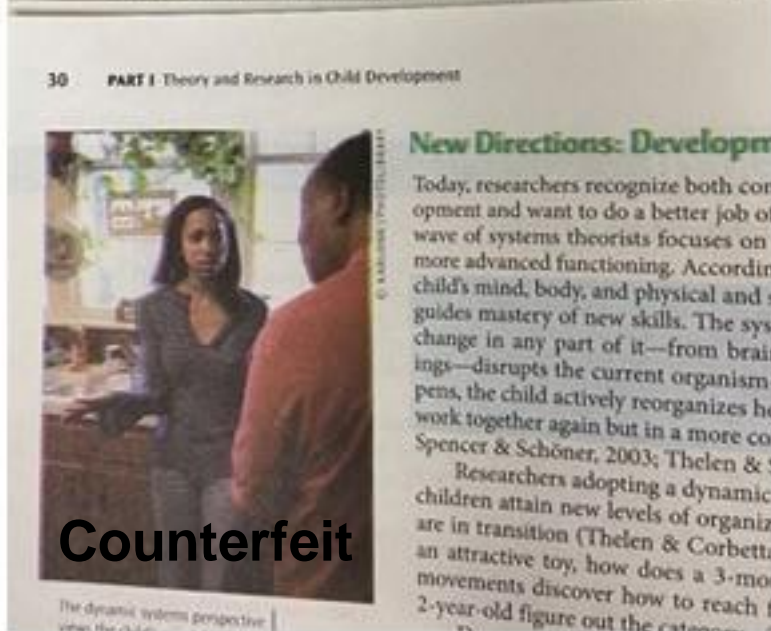 30 PART I Theory and Research in Child Development
New Directions: Developm
Today, researchers recognize both con
opment and want to do a better job of
wave of systems theorists focuses on
more advanced functioning. Accordin
child's mind, body, and physical and s
guides mastery of new skills. The sys
change in any part of it—from brain
ings—disrupts the current organism
pens, the child actively reorganizes he
work together again but in a more co
Spencer & Schöner, 2003; Thelen & S
Researchers adopting a dynamic
children attain new levels of organiz
are in transition (Thelen & Corbetta
an attractive toy, how does a 3-mo
movements discover how to reach f
2-year-old figure out the
Counterfeit
The dynamic systems perspective
views the